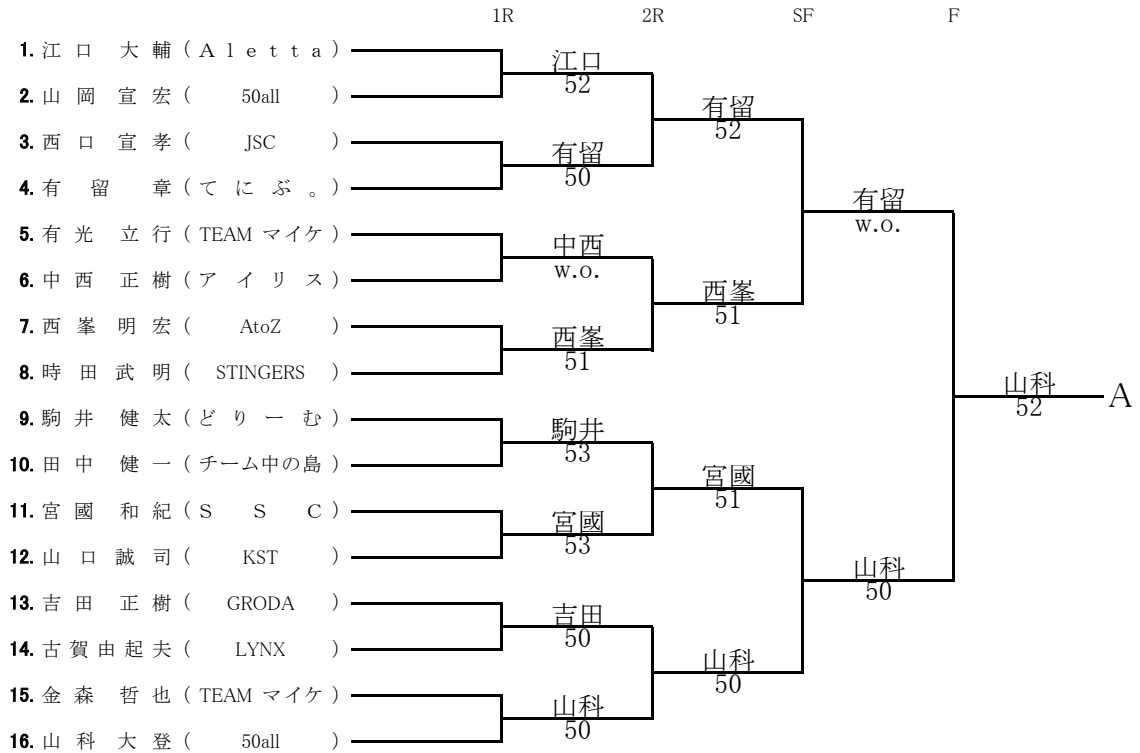 1R 2R SF F
1. 江口 大輔 ( Aletta )
江口
52
2. 山岡宣宏 ( 50all )
有留
52
3. 西口宣孝 ( JSC )
有留
50
4. 有留 章 ( てにぶ。 )
有留
w.o.
5. 有光 立行 ( TEAM マイケ )
中西
w.o.
6. 中西 正樹 ( アイリス )
西峯
51
7. 西峯明宏 ( AtoZ )
西峯
51
8. 時田武明 ( STINGERS )
山科
52
A
9. 駒井 健太 ( どりーむ )
駒井
53
10. 田中 健一 ( チーム中の島 )
宮國
51
11. 宮國 和紀 ( SSC )
宮國
53
12. 山口誠司 ( KST )
山科
50
13. 吉田 正樹 ( GRODA )
吉田
50
14. 古賀由起夫 ( LYNX )
山科
50
15. 金森 哲也 ( TEAM マイケ )
山科
50
16. 山科大登 ( 50all )